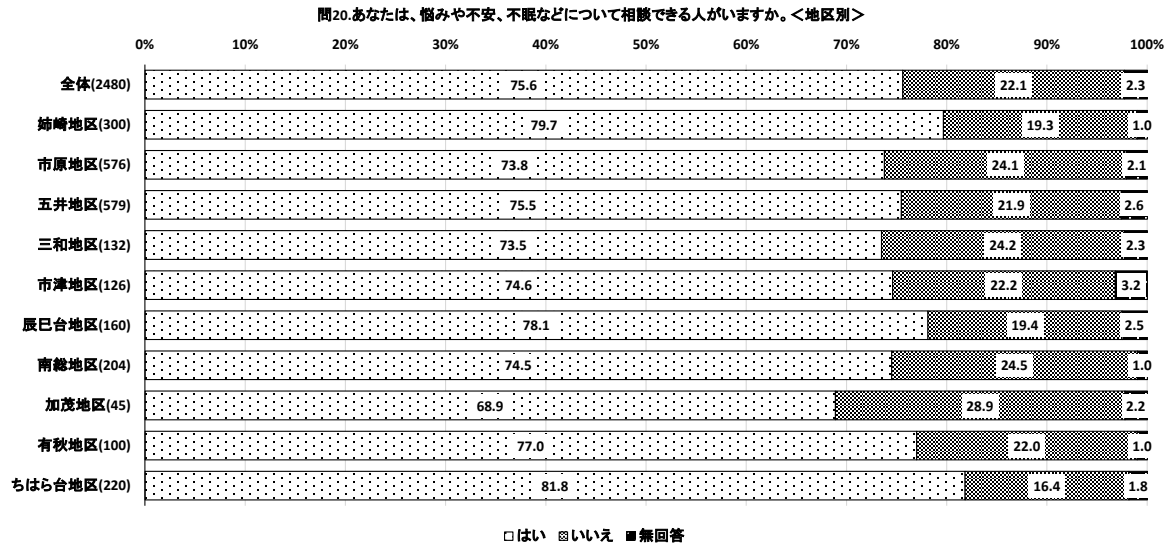 問20.あなたは、悩みや不安、不眠などについて相談できる人がいますか。＜地区別＞
0% 10% 20% 30% 40% 50% 60% 70% 80% 90% 100%
全体(2480) 75.6 22.1 2.3
姉崎地区(300) 79.7 19.3 1.0
市原地区(576) 73.8 24.1 2.1
五井地区(579) 75.5 21.9 2.6
三和地区(132) 73.5 24.2 2.3
市津地区(126) 74.6 22.2 3.2
辰巳台地区(160) 78.1 19.4 2.5
南総地区(204) 74.5 24.5 1.0
加茂地区(45) 68.9 28.9 2.2
有秋地区(100) 77.0 22.0 1.0
ちはら台地区(220) 81.8 16.4 1.8
はい いいえ 無回答